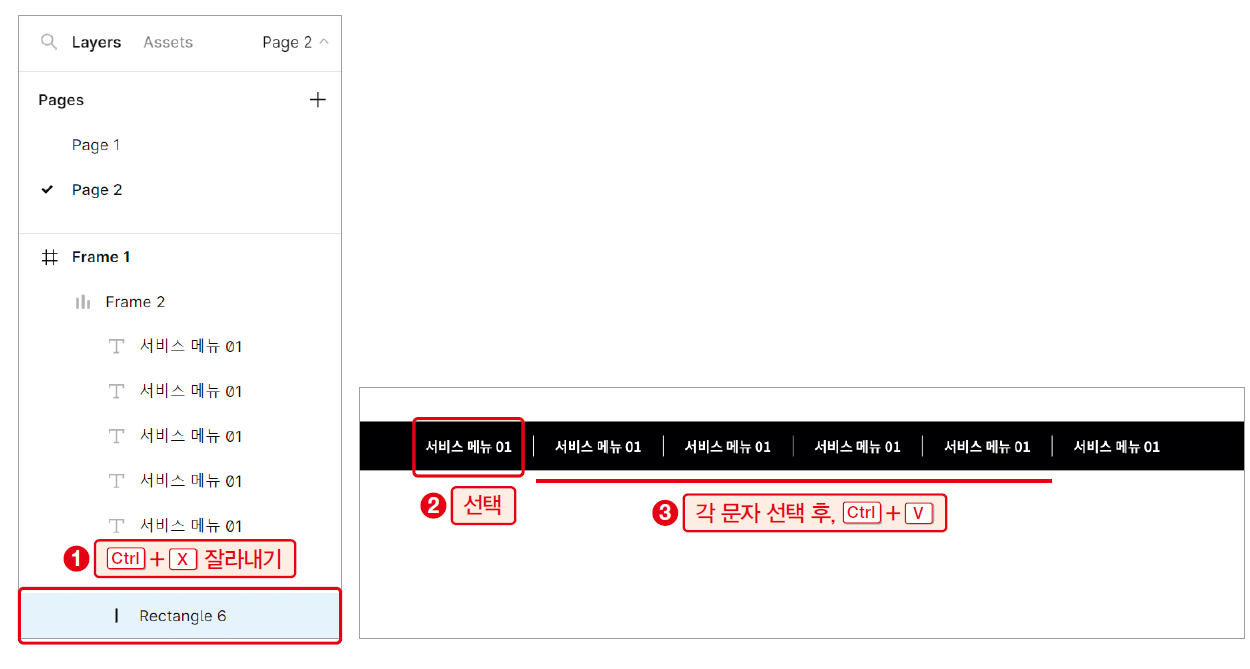 Layers Assets Page 2
Pages
Page 1
Page 2
Frame 1
Frame 2
서비스 메뉴 01
서비스 메뉴 01
서비스 메뉴 01
서비스 메뉴 01
서비스 메뉴 01
1 Ctrl + X 잘라내기
Rectangle 6
서비스 메뉴 01 서비스 메뉴 01 서비스 메뉴 01 서비스 메뉴 01 서비스 메뉴 01 서비스 메뉴 01
2 선택
3 각 문자 선택 후, Ctrl + V